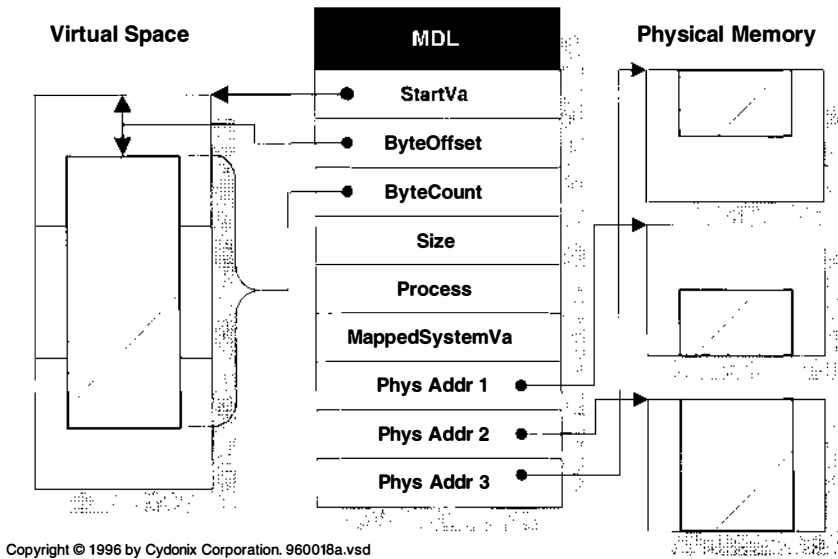 Virtual Space
MDL
Physical Memory
StartVa
ByteOffset
ByteCount
Size
Process
MappedSystemVa
Phys Addr 1
Phys Addr 2
Phys Addr 3
Copyright © 1996 by Cydonix Corporation. 960018a.vsd